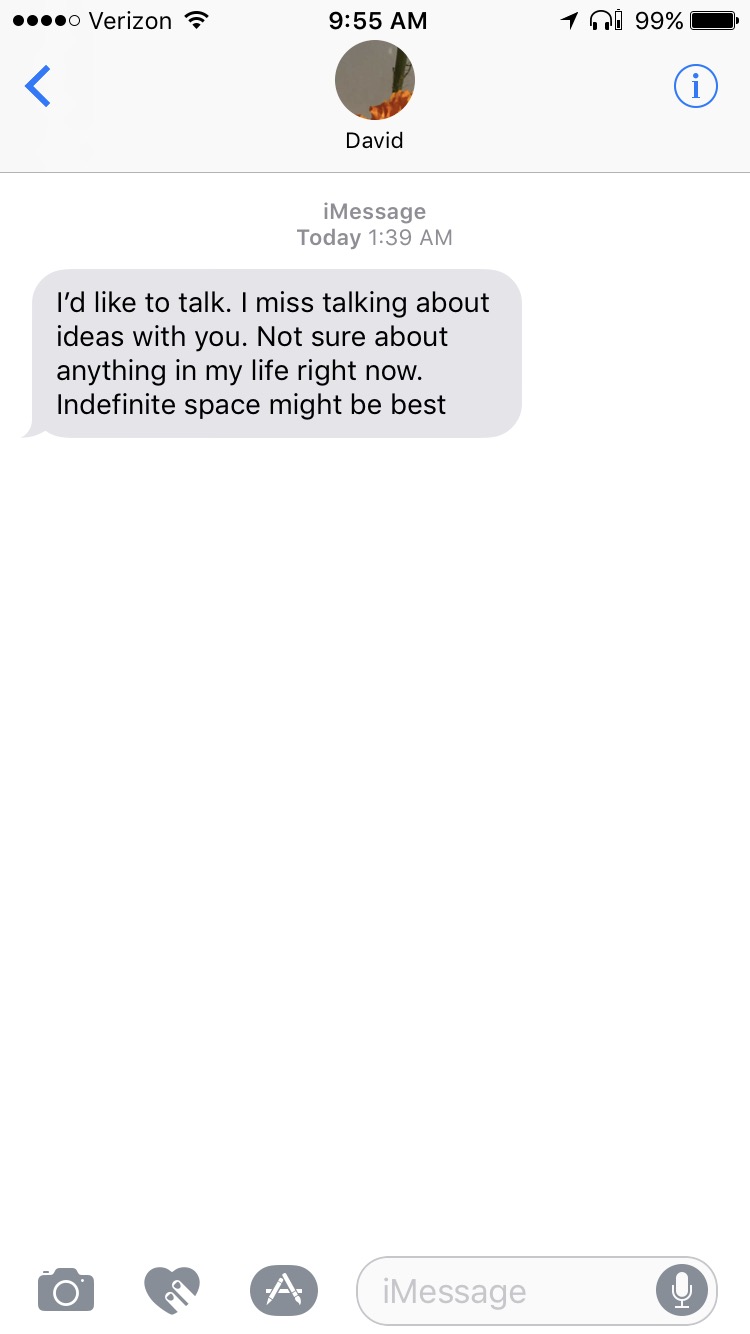 Verizon 9:55 AM 99%
David
iMessage
Today 1:39 AM
I’d like to talk. I miss talking about
ideas with you. Not sure about
anything in my life right now.
Indefinite space might be best
iMessage